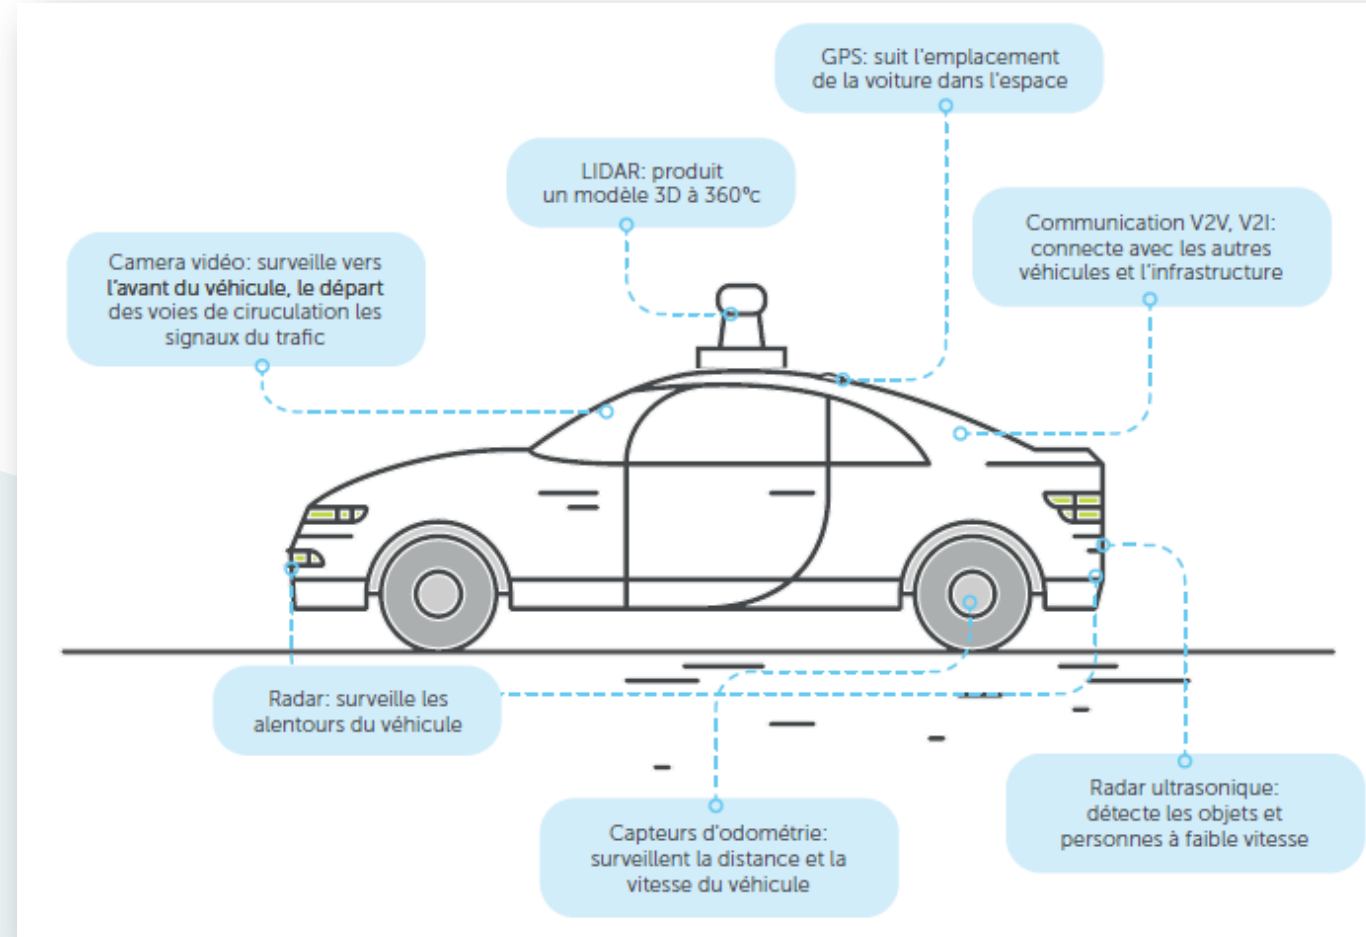 GPS: suit l'emplacement
de la voiture dans l'espace
LIDAR: produit
un modèle 3D à 360°c
Communication V2V, V2I:
connecte avec les autres
véhicules et l'infrastructure
Camera vidéo: surveille vers
l'avant du véhicule, le départ
des voies de ciruculation les
signaux du trafic
Radar: surveille les
alentours du véhicule
Radar ultrasonique:
détecte les objets et
personnes à faible vitesse
Capteurs d'odométrie:
surveillent la distance et la
vitesse du véhicule